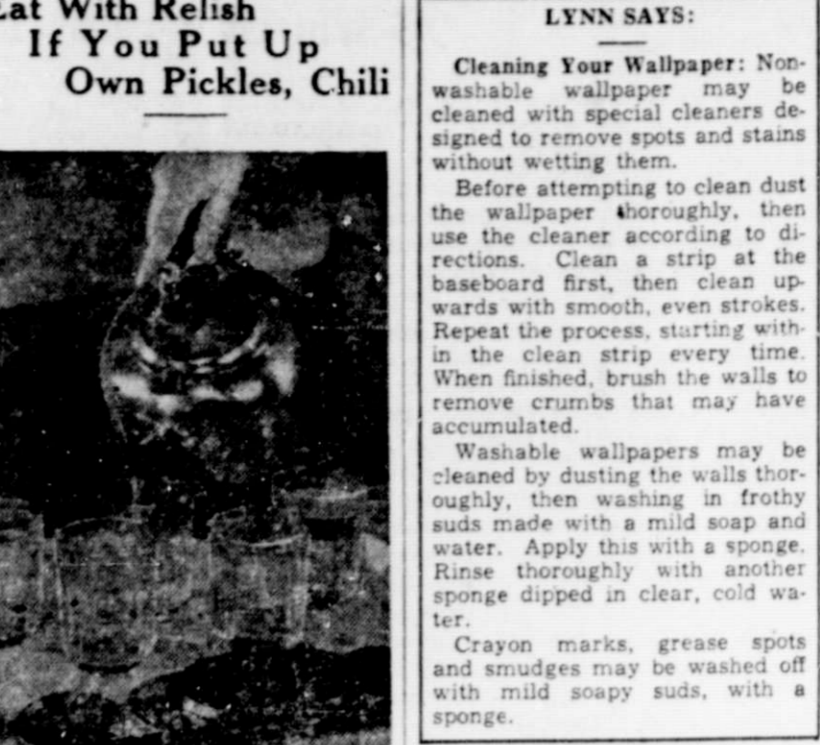 Eat With Relish
If You Put Up
Own Pickles, Chili
LYNN SAYS:
Cleaning Your Wallpaper: Non-
washable wallpaper may be
cleaned with special cleaners de-
signed to remove spots and stains
without wetting them.
Before attempting to clean dust
the wallpaper thoroughly, then
use the cleaner according to di-
rections. Clean a strip at the
baseboard first, then clean up-
wards with smooth, even strokes.
Repeat the process, starting with-
in the clean strip every time.
When finished, brush the walls to
remove crumbs that may have
accumulated.
Washable wallpapers may be
cleaned by dusting the walls thor-
oughly, then washing in frothy
suds made with a mild soap and
water. Apply this with a sponge.
Rinse thoroughly with another
sponge dipped in clear, cold wa-
ter.
Crayon marks, grease spots
and smudges may be washed off
with mild soapy suds, with a
sponge.